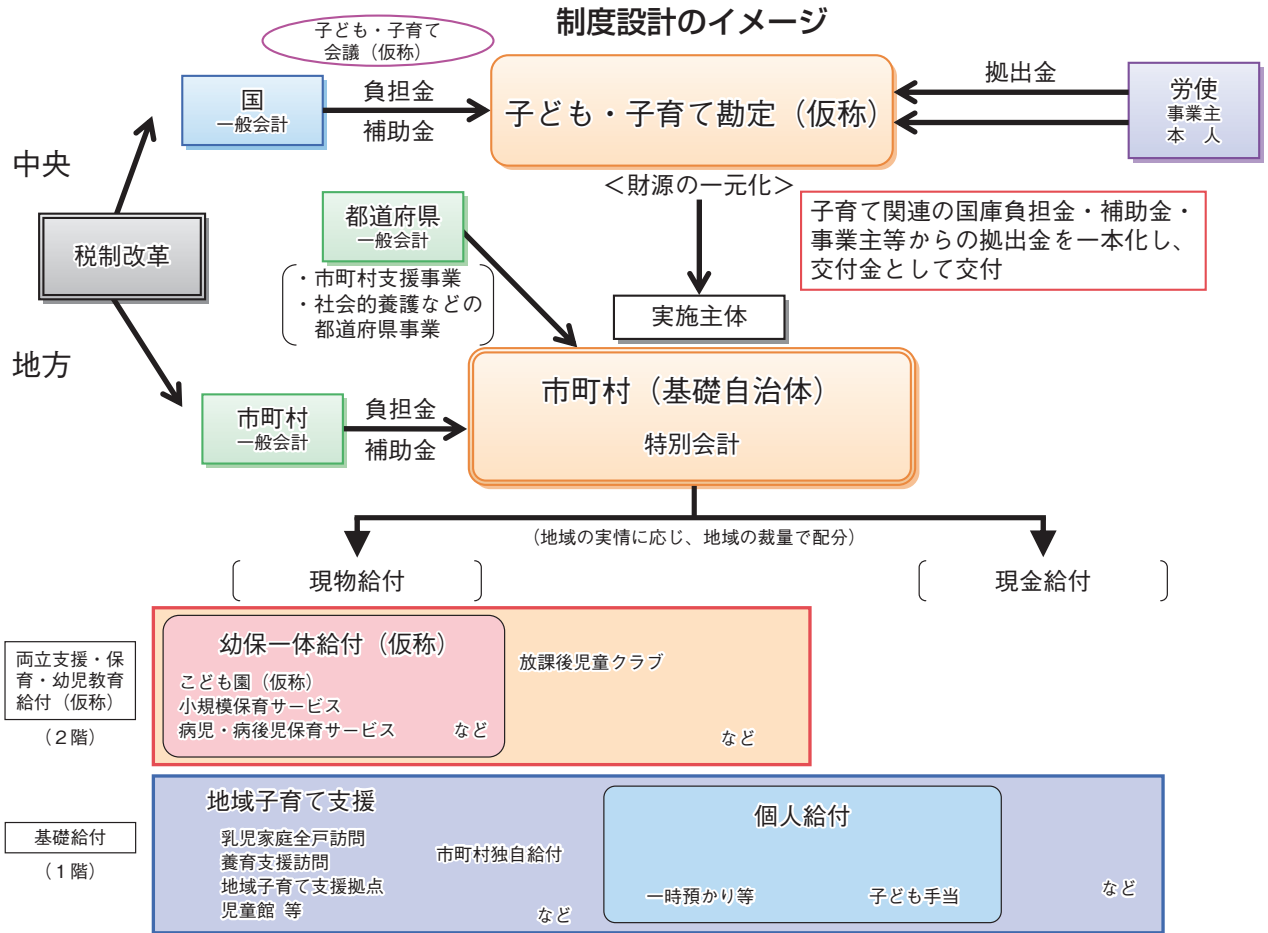 制度設計のイメージ
子ども・子育て
会議（仮称）
国
一般会計
負担金
補助金
子ども・子育て勘定（仮称）
拠出金
労使
事業主
本　人
中央
税制改革
地方
＜財源の一元化＞
都道府県
一般会計
・市町村支援事業
・社会的養護などの
都道府県事業
子育て関連の国庫負担金・補助金・
事業主等からの拠出金を一本化し、
交付金として交付
実施主体
市町村
一般会計
負担金
補助金
市町村（基礎自治体）
特別会計
（地域の実情に応じ、地域の裁量で配分）
現物給付
現金給付
両立支援・保
育・幼児教育
給付（仮称）
（２階）
幼保一体給付（仮称）
こども園（仮称）
小規模保育サービス
病児・病後児保育サービス　など
放課後児童クラブ
など
基礎給付
（１階）
地域子育て支援
乳児家庭全戸訪問
養育支援訪問
地域子育て支援拠点
児童館 等
市町村独自給付
など
個人給付
一時預かり等
子ども手当
など